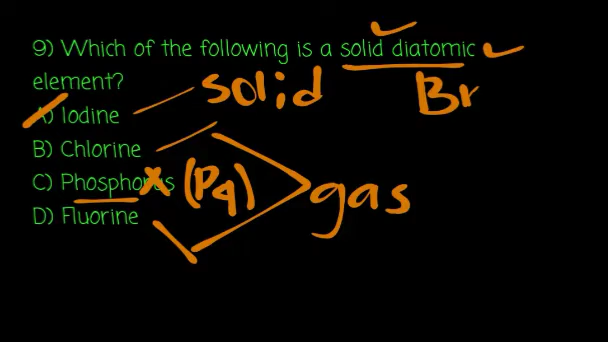 9) Which of the following is a solid diatomic
element?
A) Iodine
solid
Br
B) Chlorine
C) Phosphorus
(P4)
gas
D) Fluorine